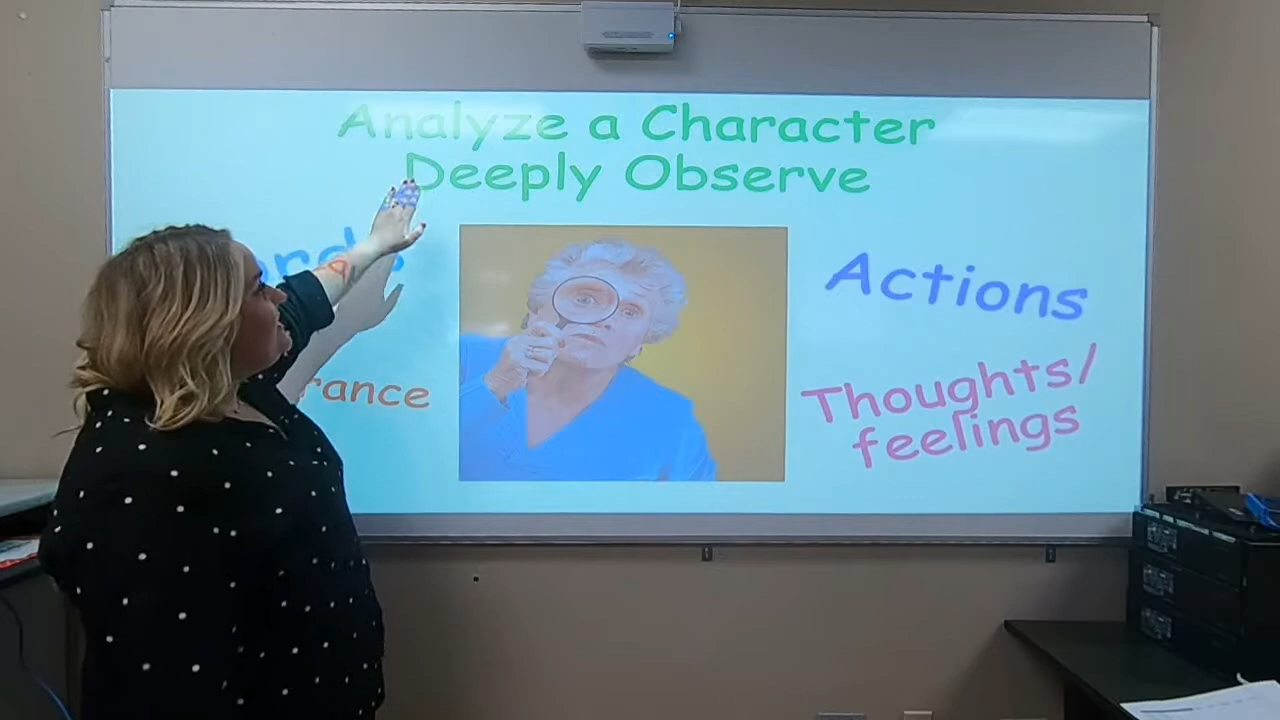 Analyze a Character
Deeply Observe
Actions
Thoughts/
feelings